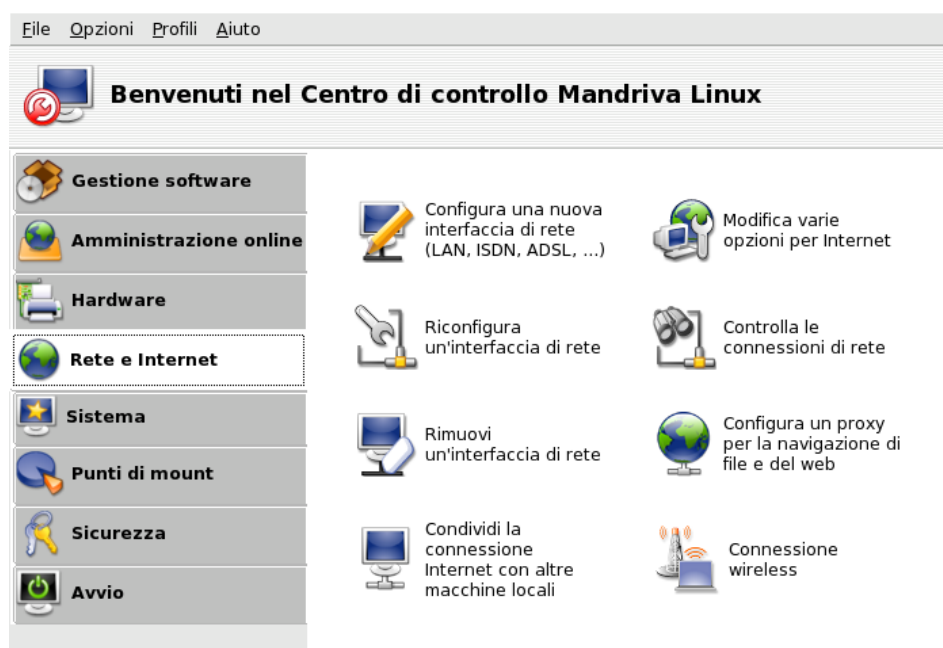 File Opzioni Profili Aiuto
Benvenuti nel Centro di controllo Mandriva Linux
Gestione software
Amministrazione online
Hardware
Rete e Internet
Sistema
Punti di mount
Sicurezza
Avvio
Configura una nuova
interfaccia di rete
(LAN, ISDN, ADSL, ...)
Modifica varie
opzioni per Internet
Riconfigura
un'interfaccia di rete
Controlla le
connessioni di rete
Rimuovi
un'interfaccia di rete
Configura un proxy
per la navigazione di
file e del web
Condividi la
connessione
Internet con altre
macchine locali
Connessione
wireless